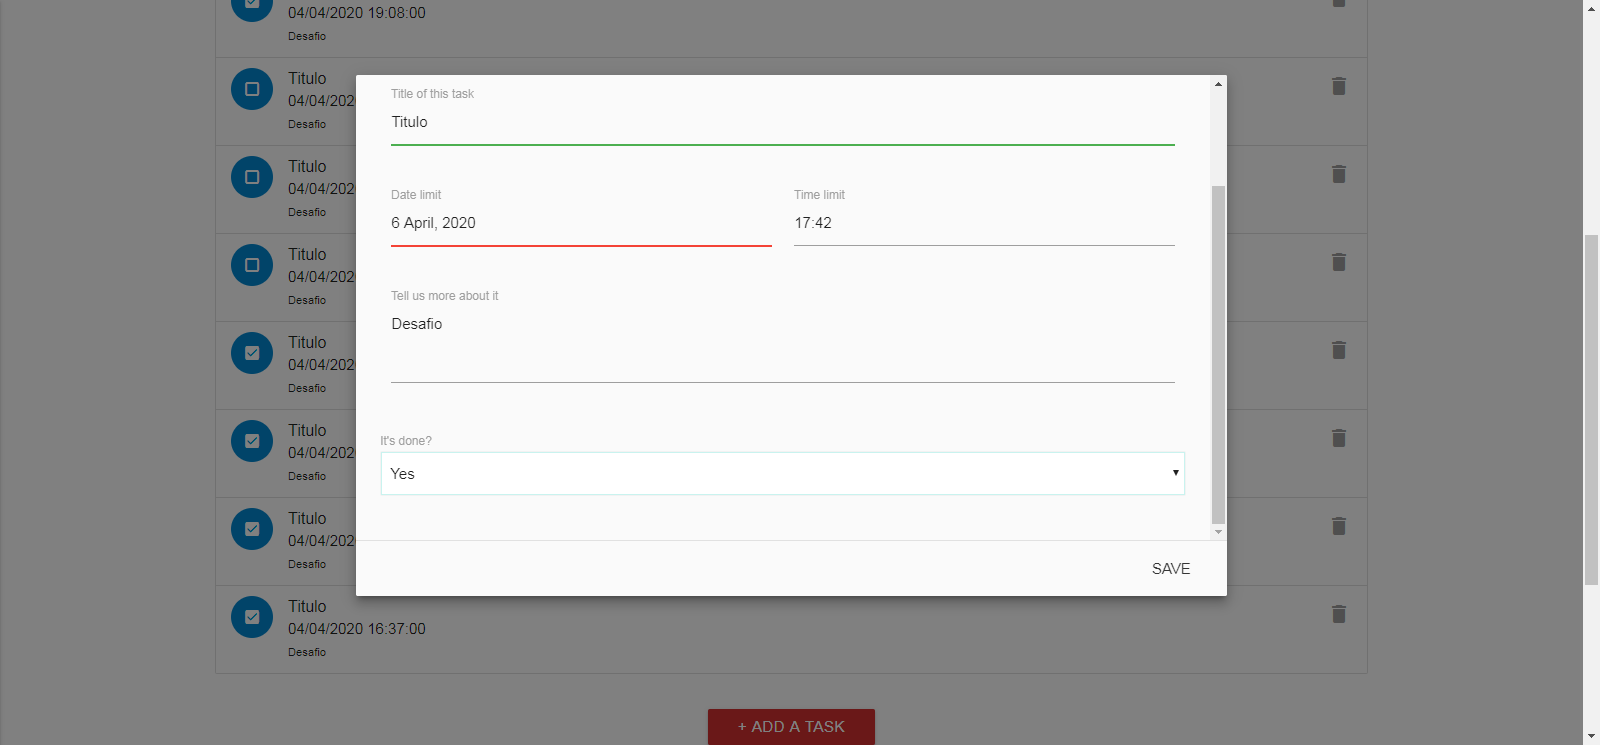 04/04/2020 19:08:00
Desafio
Titulo
04/04/202
Desafio
Titulo
04/04/202
Desafio
Titulo
04/04/202
Desafio
Titulo
04/04/202
Desafio
Titulo
04/04/202
Desafio
Titulo
04/04/202
Desafio
Titulo
04/04/2020 16:37:00
Desafio
+ ADD A TASK
Title of this task
Titulo
Date limit
Time limit
6 April, 2020
17:42
Tell us more about it
Desafio
It's done?
Yes
SAVE